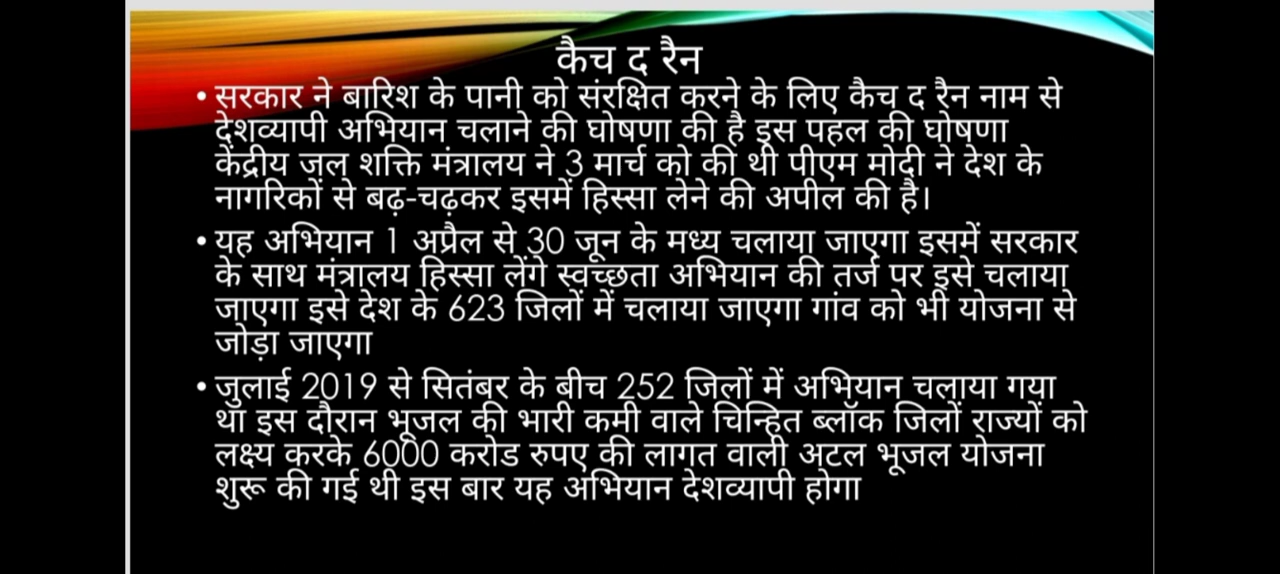 कैच द रैन
• सरकार ने बारिश के पानी को संरक्षित करने के लिए कैच द रैन नाम से
देशव्यापी अभियान चलाने की घोषणा की है इस पहल की घोषणा
केंद्रीय जल शक्ति मंत्रालय ने 3 मार्च को की थी पीएम मोदी ने देश के
नागरिकों से बढ़-चढ़कर इसमें हिस्सा लेने की अपील की है।
• यह अभियान 1 अप्रैल से 30 जून के मध्य चलाया जाएगा इसमें सरकार
के साथ मंत्रालय हिस्सा लेंगे स्वच्छता अभियान की तर्ज पर इसे चलाया
जाएगा इसे देश के 623 जिलों में चलाया जाएगा गांव को भी योजना से
जोड़ा जाएगा
• जुलाई 2019 से सितंबर के बीच 252 जिलों में अभियान चलाया गया
था इस दौरान भूजल की भारी कमी वाले चिन्हित ब्लॉक जिलों राज्यों को
लक्ष्य करके 6000 करोड रुपए की लागत वाली अटल भूजल योजना
शुरू की गई थी इस बार यह अभियान देशव्यापी होगा